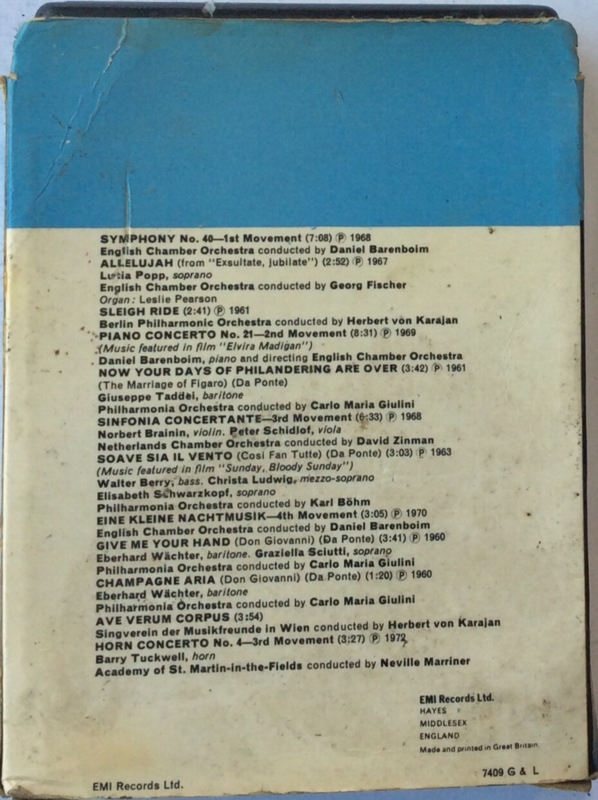 SYMPHONY No. 40—1st Movement (7:08) Ⓟ 1968
English Chamber Orchestra conducted by Daniel Barenboim
ALLELUJAH (from "Exsultate, Jubilate") (2:52) Ⓟ 1967
Lucia Popp, soprano
English Chamber Orchestra conducted by Georg Fischer
Organ: Leslie Pearson
SLEIGH RIDE (2:41) Ⓟ 1961
Berlin Philharmonic Orchestra conducted by Herbert von Karajan
PIANO CONCERTO No. 21—2nd Movement (8:31) Ⓟ 1969
(Music featured in film "Elvira Madigan")
Daniel Barenboim, piano and directing English Chamber Orchestra
NOW YOUR DAYS OF PHILANDERING ARE OVER (3:42) Ⓟ 1961
(The Marriage of Figaro) (Da Ponte)
Giuseppe Taddei, baritone
Philharmonia Orchestra conducted by Carlo Maria Giulini
SINFONIA CONCERTANTE—3rd Movement (6:33) Ⓟ 1968
Norbert Brainin, violin. Peter Schidlof, viola
Netherlands Chamber Orchestra conducted by David Zinman
SOAVE SIA IL VENTO (Cosi Fan Tutte) (Da Ponte) (3:03) Ⓟ 1963
(Music featured in film "Sunday, Bloody Sunday")
Walter Berry, bass. Christa Ludwig, mezzo-soprano
Elisabeth Schwarzkopf, soprano
Philharmonia Orchestra conducted by Karl Böhm
EINE KLEINE NACHTMUSIK—4th Movement (3:05) Ⓟ 1970
English Chamber Orchestra conducted by Daniel Barenboim
GIVE ME YOUR HAND (Don Giovanni) (Da Ponte) (3:41) Ⓟ 1960
Eberhard Wächter, baritone. Graziella Sciutti, soprano
Philharmonia Orchestra conducted by Carlo Maria Giulini
CHAMPAGNE ARIA (Don Giovanni) (Da Ponte) (1:20) Ⓟ 1960
Eberhard Wächter, baritone
Philharmonia Orchestra conducted by Carlo Maria Giulini
AVE VERUM CORPUS (3:54)
Singverein der Musikfreunde in Wien conducted by Herbert von Karajan
HORN CONCERTO No. 4—3rd Movement (3:27) Ⓟ 1972
Barry Tuckwell, horn
Academy of St. Martin-in-the-Fields conducted by Neville Marriner
EMI Records Ltd.
HAYES
MIDDLESEX
ENGLAND
Made and printed in Great Britain
7409 G & L
EMI Records Ltd.